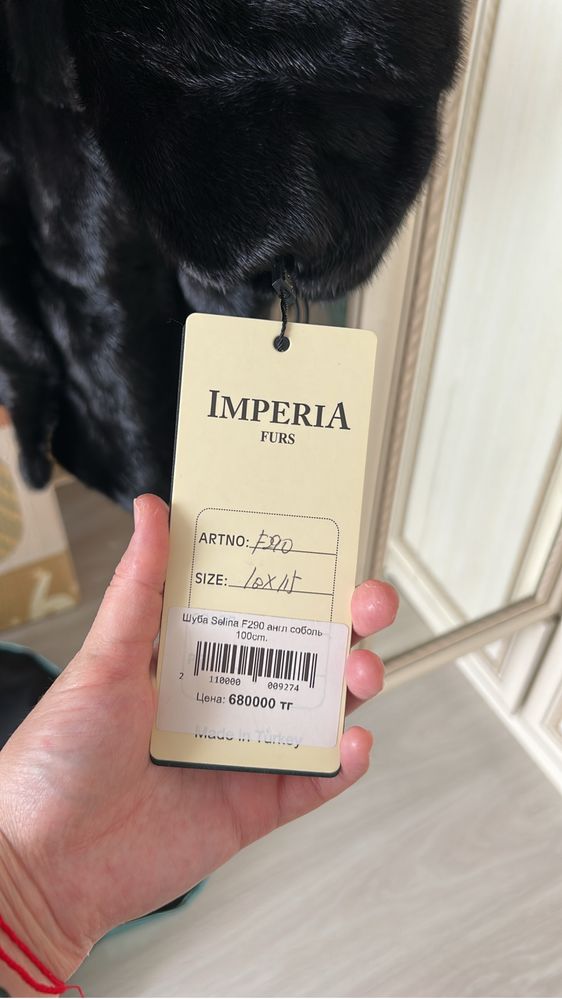 IMPERIA
FURS
ARTNO: F290
SIZE:
Шуба Selina F290 англ соболь
100cm.
2 110000 009274
Цена: 680000 тг
Made in Turkey